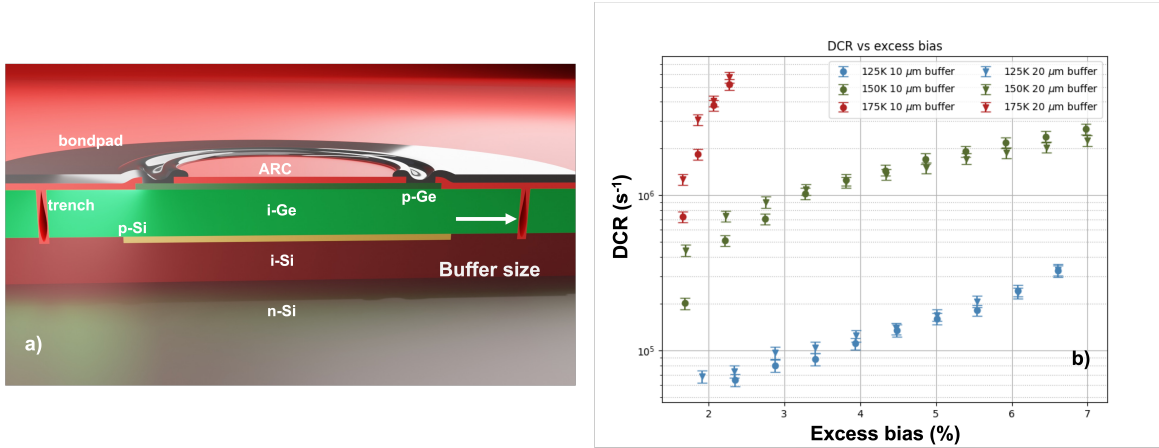 bondpad
ARC
trench
p-Ge
i-Ge
p-Si
i-Si
Buffer size
n-Si
a)
DCR vs excess bias
125K 10 μm buffer
150K 10 μm buffer
175K 10 μm buffer
125K 20 μm buffer
150K 20 μm buffer
175K 20 μm buffer
DCR (s⁻¹)
10⁶
10⁵
b)
2 3 4 5 6 7
Excess bias (%)